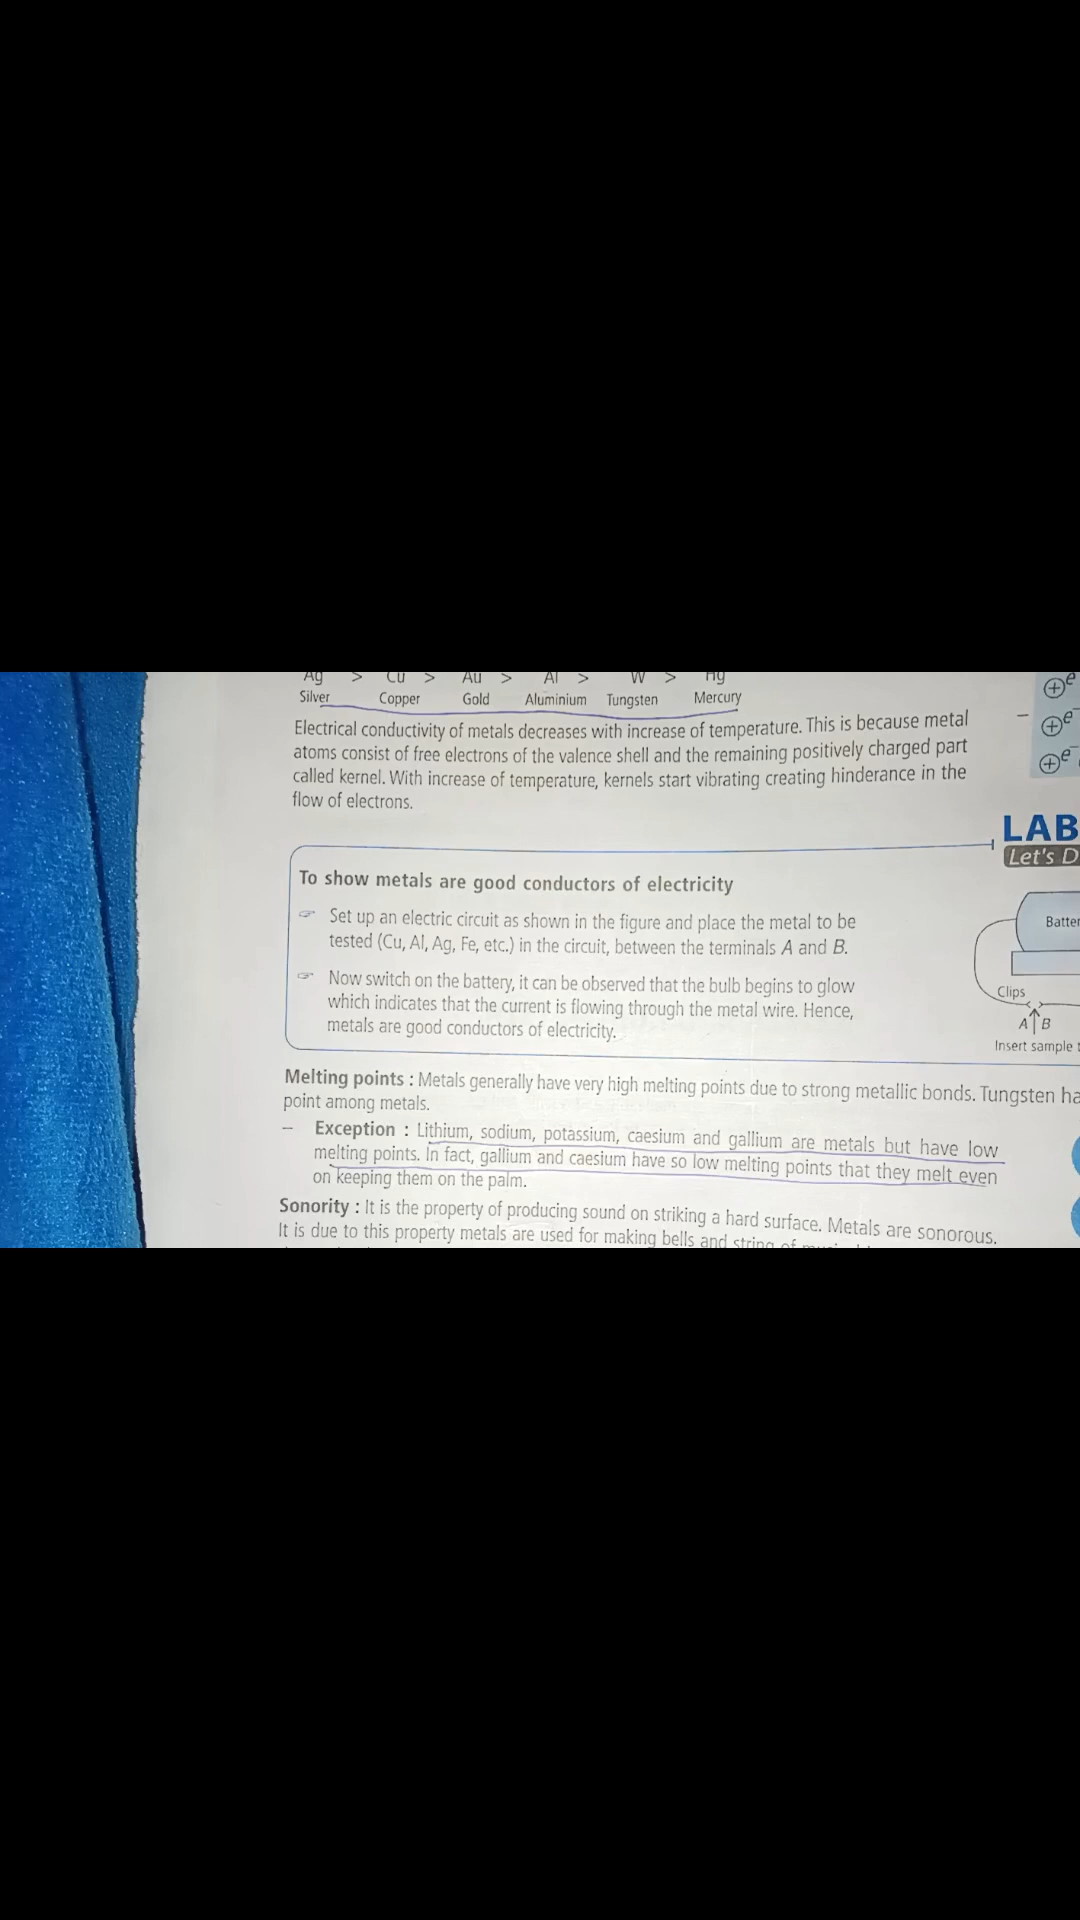 Ag > Cu > Au > Al > W > Hg
Silver Copper Gold Aluminium Tungsten Mercury
Electrical conductivity of metals decreases with increase of temperature. This is because metal
atoms consist of free electrons of the valence shell and the remaining positively charged part
called kernel. With increase of temperature, kernels start vibrating creating hinderance in the
flow of electrons.
⊕e
– ⊕e⁻
⊕e⁻
LAB
Let's D
To show metals are good conductors of electricity
☞ Set up an electric circuit as shown in the figure and place the metal to be
tested (Cu, Al, Ag, Fe, etc.) in the circuit, between the terminals A and B.
☞ Now switch on the battery, it can be observed that the bulb begins to glow
which indicates that the current is flowing through the metal wire. Hence,
metals are good conductors of electricity.
Batter
Clips
A B
Insert sample t
Melting points : Metals generally have very high melting points due to strong metallic bonds. Tungsten ha
point among metals.
– Exception : Lithium, sodium, potassium, caesium and gallium are metals but have low
melting points. In fact, gallium and caesium have so low melting points that they melt even
on keeping them on the palm.
Sonority : It is the property of producing sound on striking a hard surface. Metals are sonorous.
It is due to this property metals are used for making bells and string of